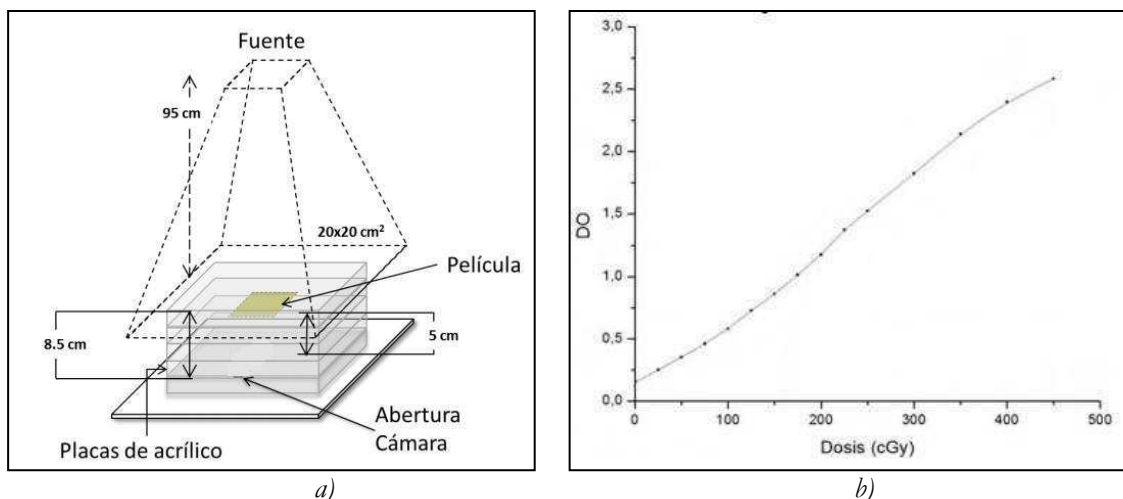 Fuente
95 cm
20x20 cm²
Película
8.5 cm
5 cm
Abertura
Cámara
Placas de acrílico
a)
3,0
2,5
2,0
1,5
1,0
0,5
0,0
DO
0
100
200
300
400
500
Dosis (cGy)
b)